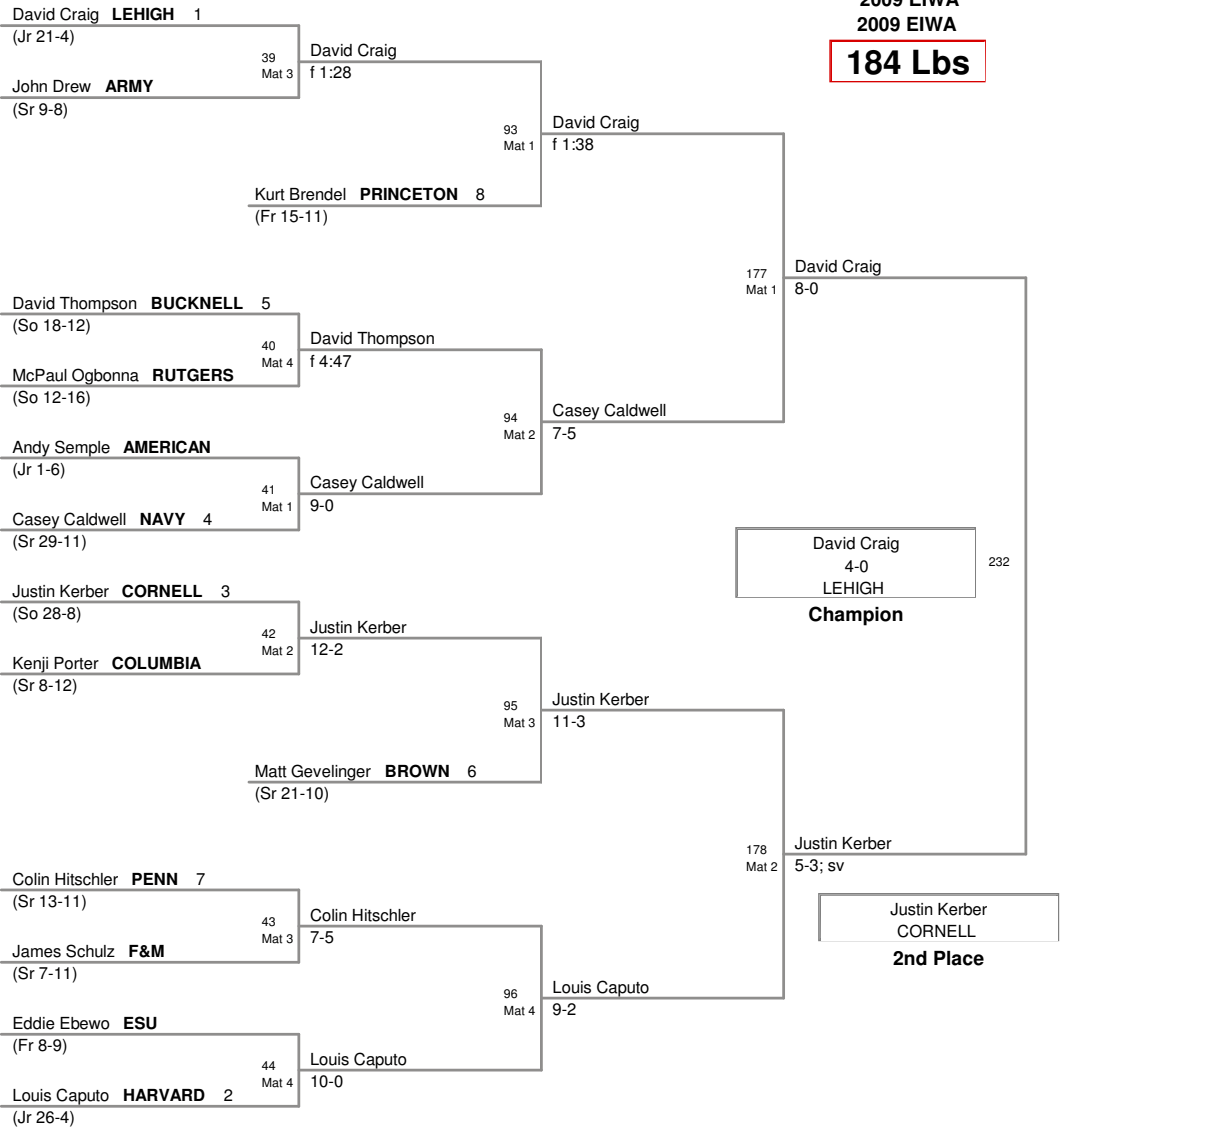 2009 EIWA
2009 EIWA
184 Lbs
David Craig LEHIGH 1
(Jr 21-4)
39
Mat 3
David Craig
f 1:28
John Drew ARMY
(Sr 9-8)
93
Mat 1
David Craig
f 1:38
Kurt Brendel PRINCETON 8
(Fr 15-11)
177
Mat 1
David Craig
8-0
David Thompson BUCKNELL 5
(So 18-12)
40
Mat 4
David Thompson
f 4:47
McPaul Ogbonna RUTGERS
(So 12-16)
94
Mat 2
Casey Caldwell
7-5
Andy Semple AMERICAN
(Jr 1-6)
41
Mat 1
Casey Caldwell
9-0
Casey Caldwell NAVY 4
(Sr 29-11)
David Craig
4-0
LEHIGH
Champion
232
Justin Kerber CORNELL 3
(So 28-8)
42
Mat 2
Justin Kerber
12-2
Kenji Porter COLUMBIA
(Sr 8-12)
95
Mat 3
Justin Kerber
11-3
Matt Gevelinger BROWN 6
(Sr 21-10)
178
Mat 2
Justin Kerber
5-3; sv
Justin Kerber
CORNELL
2nd Place
Colin Hitschler PENN 7
(Sr 13-11)
43
Mat 3
Colin Hitschler
7-5
James Schulz F&M
(Sr 7-11)
96
Mat 4
Louis Caputo
9-2
Eddie Ebewo ESU
(Fr 8-9)
44
Mat 4
Louis Caputo
10-0
Louis Caputo HARVARD 2
(Jr 26-4)